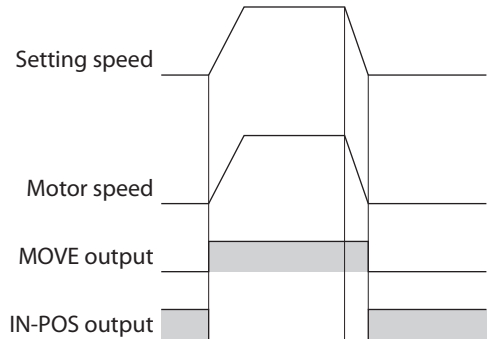 Setting speed
Motor speed
MOVE output
IN-POS output